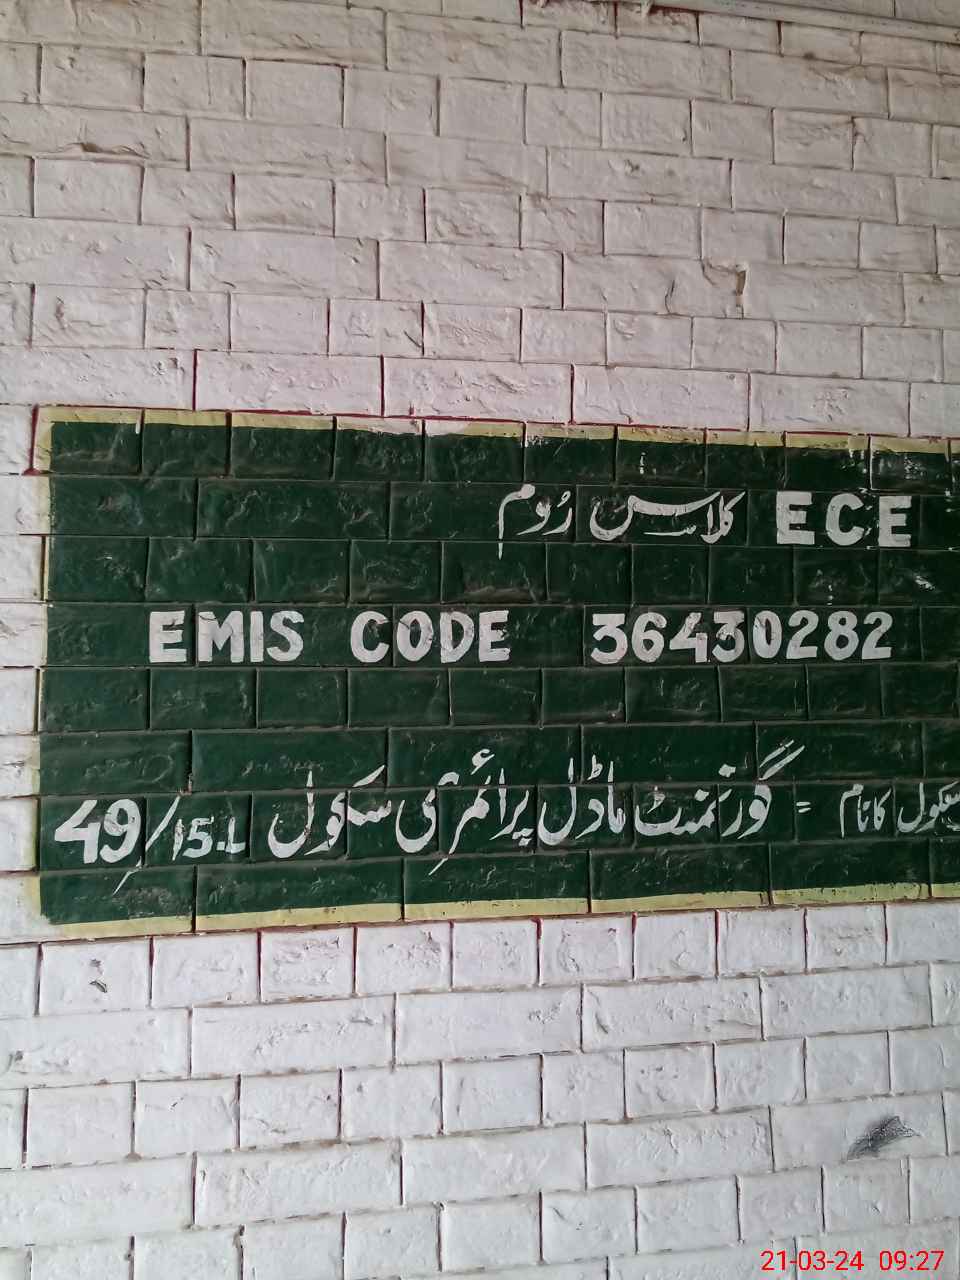 ECE کلاس رُوم
EMIS CODE 36430282
سکول کا نام = گورنمنٹ ماڈل پرائمری سکول 49/15.L
21-03-24 09:27